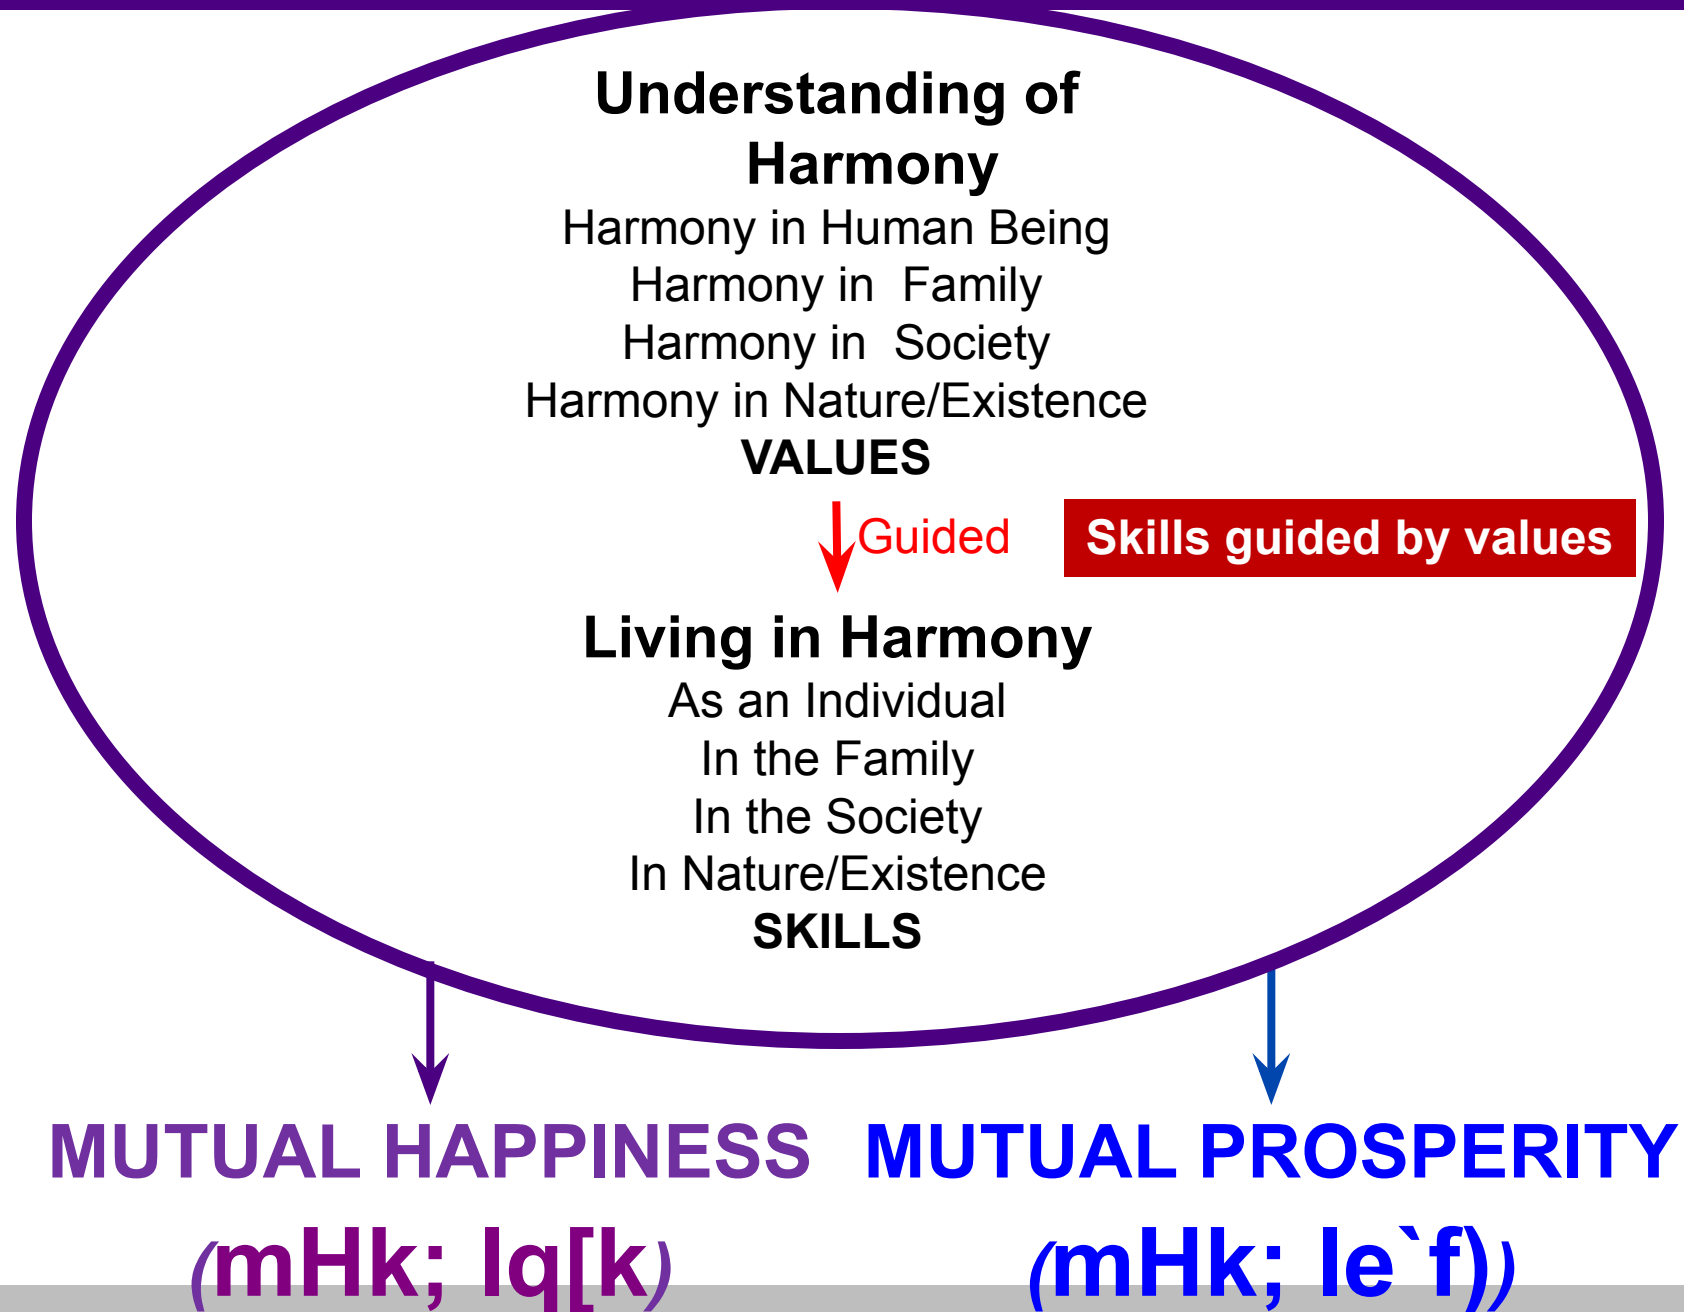 Understanding of
Harmony
Harmony in Human Being
Harmony in Family
Harmony in Society
Harmony in Nature/Existence
VALUES
Guided
Skills guided by values
Living in Harmony
As an Individual
In the Family
In the Society
In Nature/Existence
SKILLS
MUTUAL HAPPINESS MUTUAL PROSPERITY
(mHk; lq[k) (mHk; le`f))